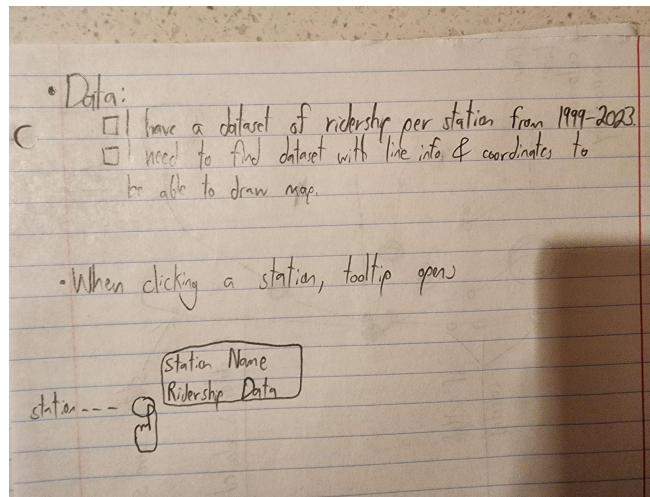 • Data:
□ I have a dataset of ridership per station from 1999-2023.
□ I need to find dataset with line info & coordinates to
be able to draw map.
• When clicking a station, tooltip opens
Station Name
Ridership Data
station ---